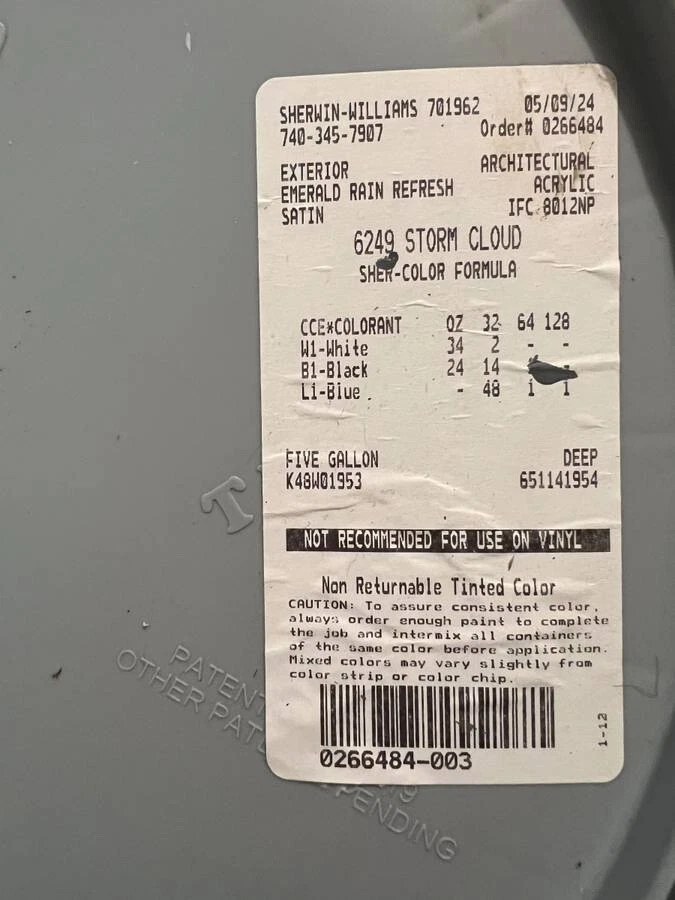 SHERWIN-WILLIAMS 701962 05/09/24
740-345-7907 Order# 0266484
EXTERIOR ARCHITECTURAL
EMERALD RAIN REFRESH ACRYLIC
SATIN IFC 8012NP
6249 STORM CLOUD
SHER-COLOR FORMULA
CCE*COLORANT OZ 32 64 128
W1-White 34 2 - -
B1-Black 24 14 -
L1-Blue - 48 1 1
FIVE GALLON DEEP
K48W01953 651141954
NOT RECOMMENDED FOR USE ON VINYL
Non Returnable Tinted Color
CAUTION: To assure consistent color,
always order enough paint to complete
the job and intermix all containers
of the same color before application.
Mixed colors may vary slightly from
color strip or color chip.
0266484-003
1-12
T
PATENT
OTHER PATE
PENDING